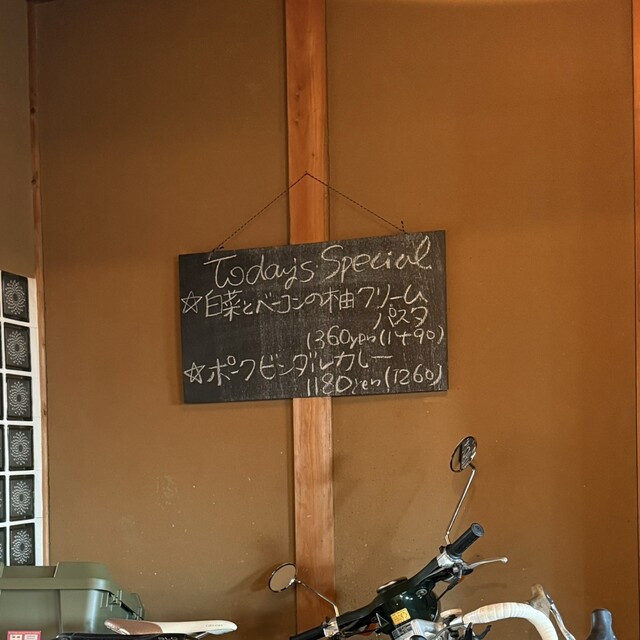 Today's Special
☆白菜とベーコンの柚クリーム
パスタ
1360yen(1490)
☆ポークビンダルカレー
1180yen(1260)